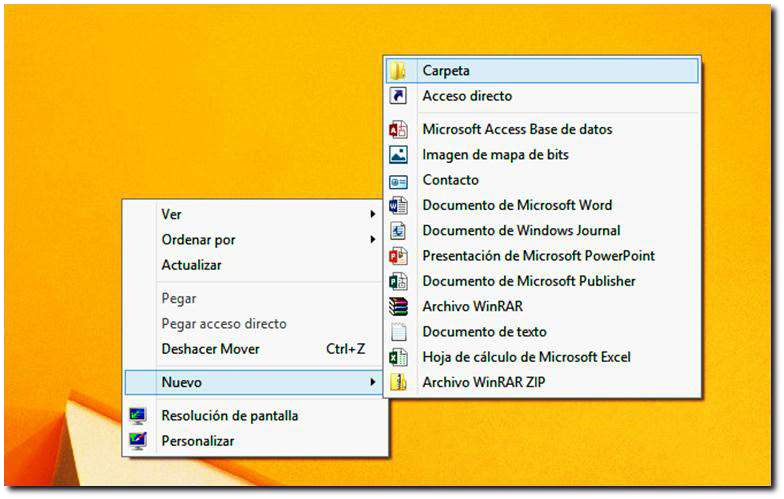 Ver
Ordenar por
Actualizar
Pegar
Pegar acceso directo
Deshacer Mover Ctrl+Z
Nuevo
Resolución de pantalla
Personalizar
Carpeta
Acceso directo
Microsoft Access Base de datos
Imagen de mapa de bits
Contacto
Documento de Microsoft Word
Documento de Windows Journal
Presentación de Microsoft PowerPoint
Documento de Microsoft Publisher
Archivo WinRAR
Documento de texto
Hoja de cálculo de Microsoft Excel
Archivo WinRAR ZIP